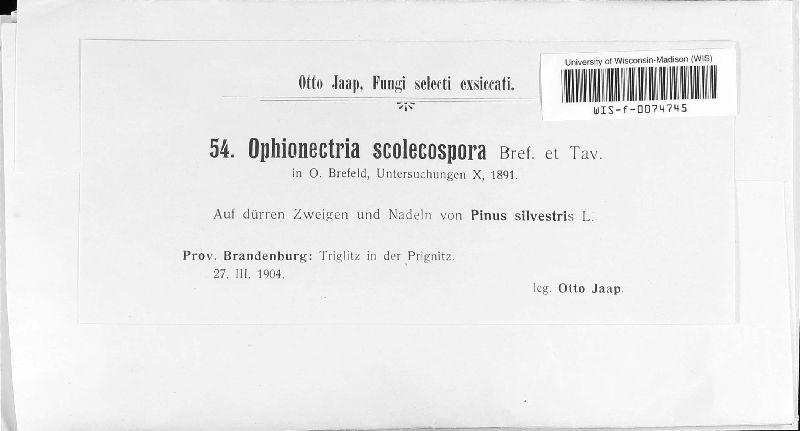 University of Wisconsin-Madison (WIS)
WIS-f-0074745
Otto Jaap, Fungi selecti exsiccati.
54. Ophionectria scolecospora Bref. et Tav.
in O. Brefeld, Untersuchungen X, 1891.
Auf dürren Zweigen und Nadeln von Pinus silvestris L.
Prov. Brandenburg: Triglitz in der Prignitz.
27. III. 1904.
leg. Otto Jaap.